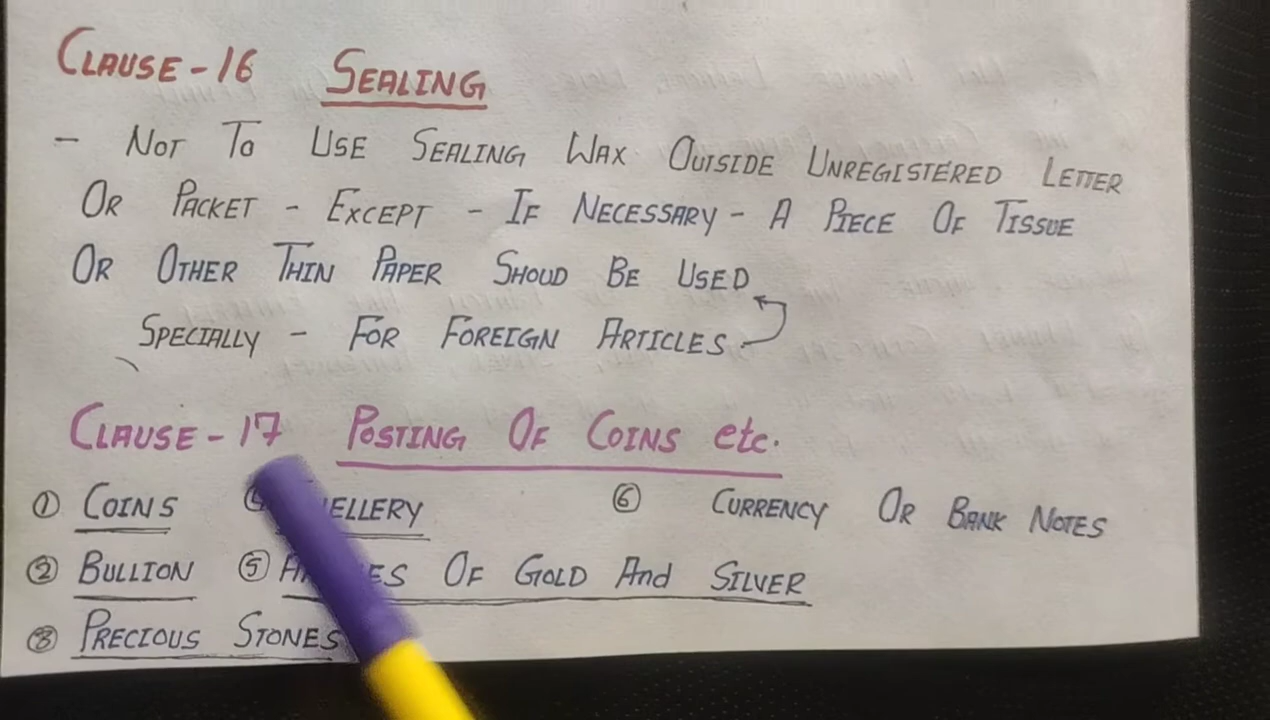 CLAUSE-16 SEALING
- NOT TO USE SEALING WAX OUTSIDE UNREGISTERED LETTER
OR PACKET - EXCEPT - IF NECESSARY - A PIECE OF TISSUE
OR OTHER THIN PAPER SHOUD BE USED
SPECIALLY - FOR FOREIGN ARTICLES
CLAUSE-17 POSTING OF COINS etc.
① COINS ⑥ CURRENCY OR BANK NOTES
② BULLION ⑤ OF GOLD And SILVER
③ PRECIOUS STONES